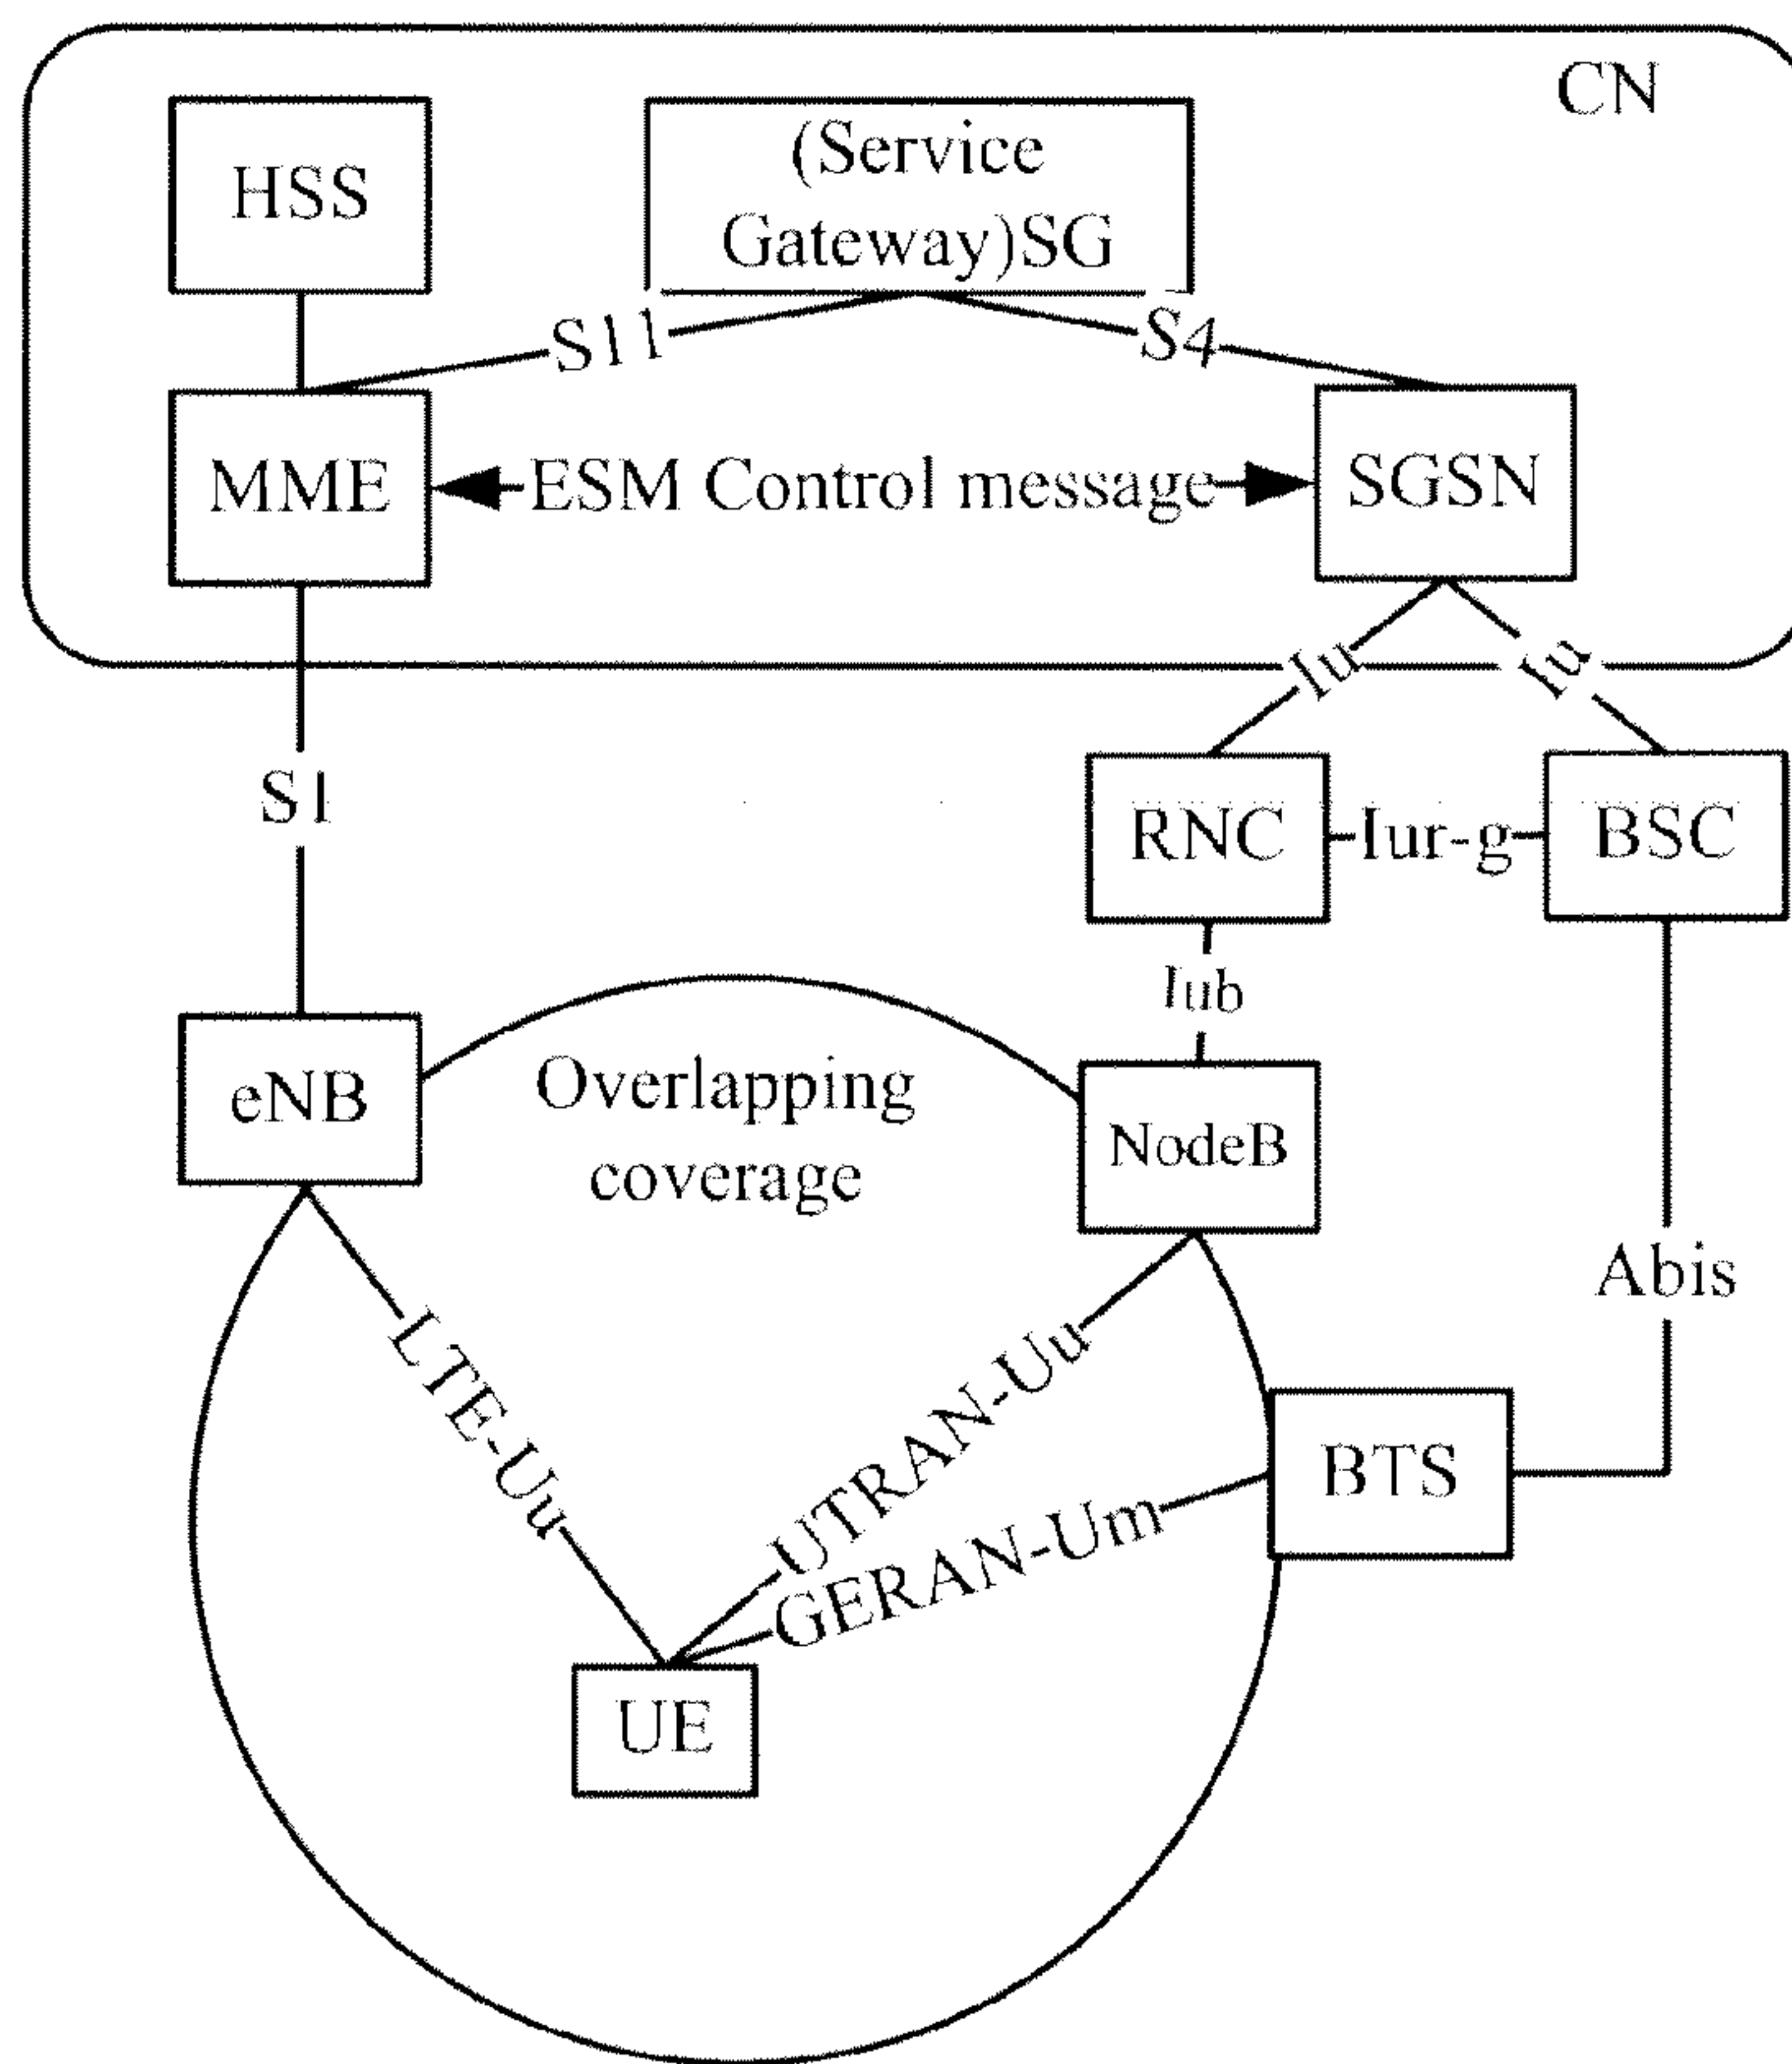 CN
HSS
(Service
Gateway)SG
S11
S4
MME
ESM Control message
SGSN
Iu
Iu
S1
RNC
Iur-g
BSC
Iub
eNB
Overlapping
coverage
NodeB
Abis
LTE-Uu
UTRAN-Uu
GERAN-Um
BTS
UE